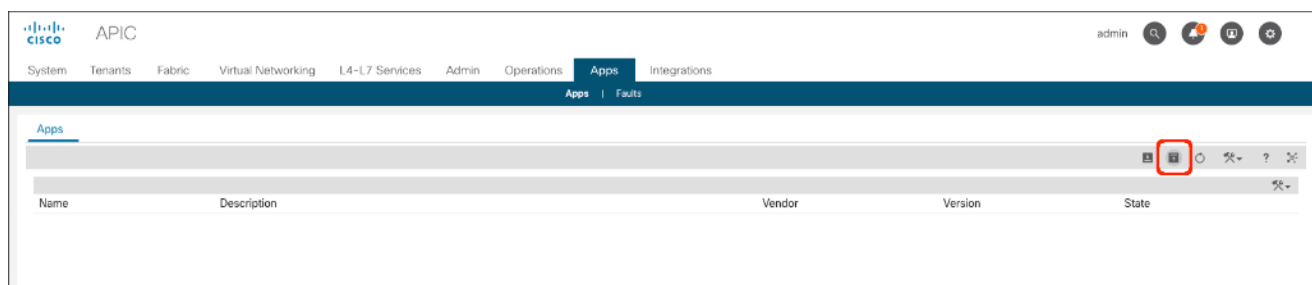 CISCO APIC admin 1
System Tenants Fabric Virtual Networking L4-L7 Services Admin Operations Apps Integrations
Apps | Faults
Apps
?
Name Description Vendor Version State